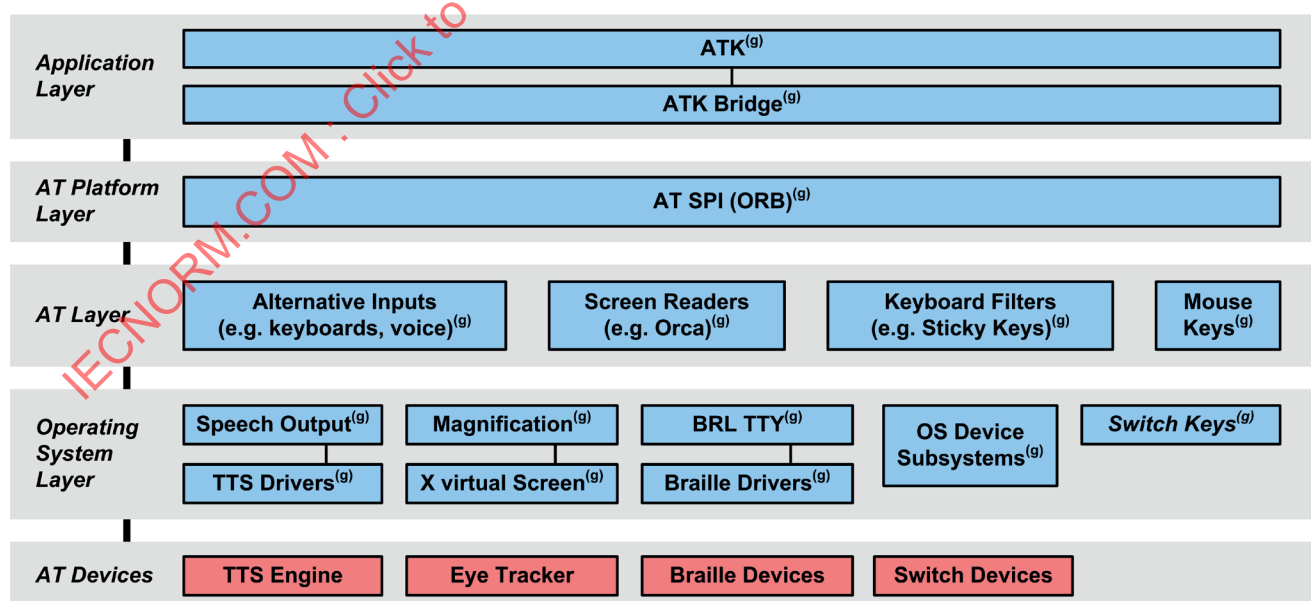 Application
Layer
ATK(g)
ATK Bridge(g)
AT Platform
Layer
AT SPI (ORB)(g)
AT Layer
Alternative Inputs
(e.g. keyboards, voice)(g)
Screen Readers
(e.g. Orca)(g)
Keyboard Filters
(e.g. Sticky Keys)(g)
Mouse
Keys(g)
Operating
System
Layer
Speech Output(g)
TTS Drivers(g)
Magnification(g)
X virtual Screen(g)
BRL TTY(g)
Braille Drivers(g)
OS Device
Subsystems(g)
Switch Keys(g)
AT Devices
TTS Engine
Eye Tracker
Braille Devices
Switch Devices
IECNORM.COM : Click to